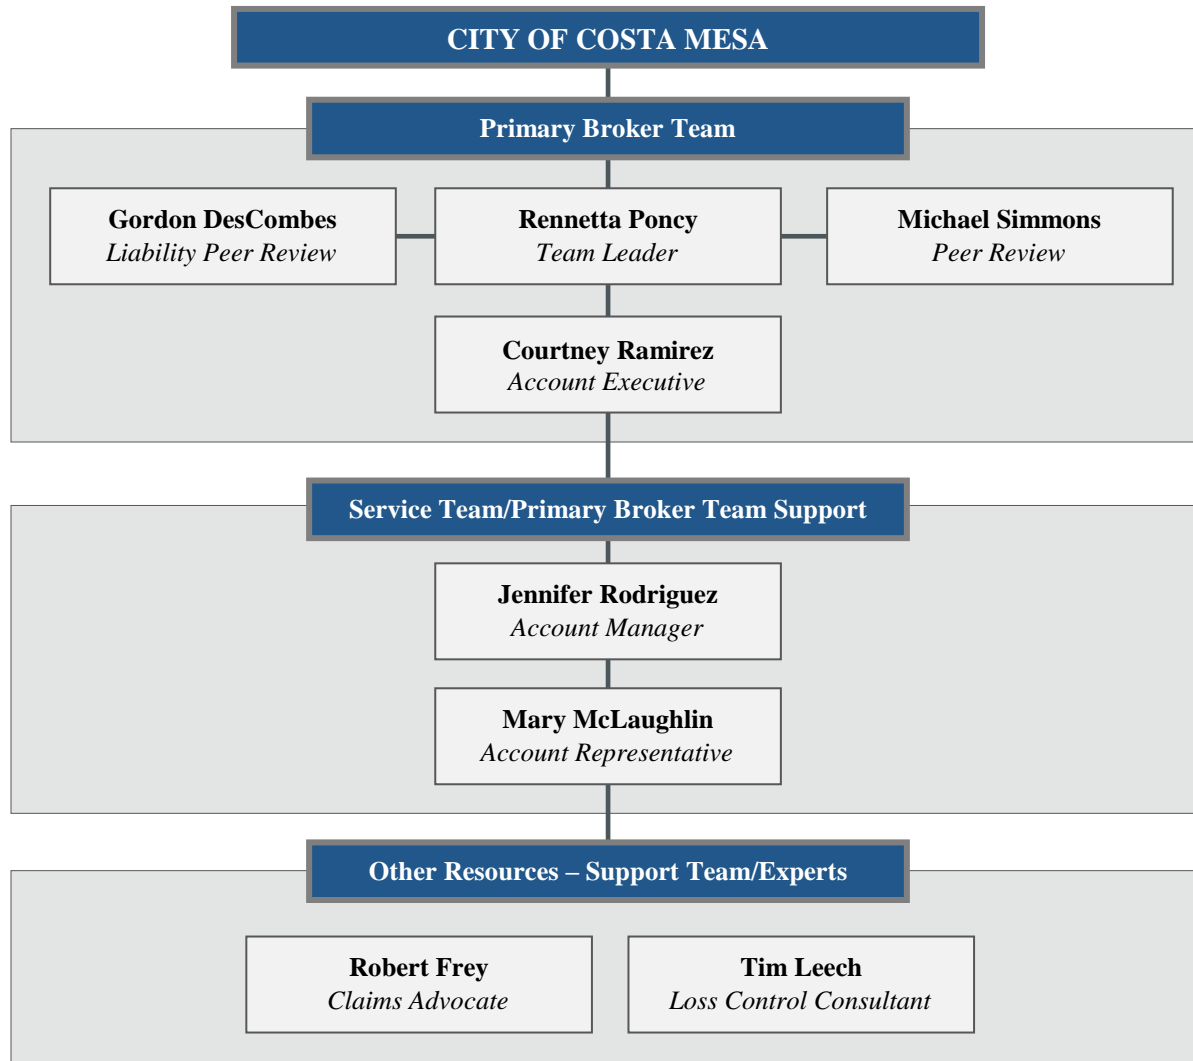 CITY OF COSTA MESA
Primary Broker Team
Gordon DesCombes
Liability Peer Review
Rennetta Poncy
Team Leader
Michael Simmons
Peer Review
Courtney Ramirez
Account Executive
Service Team/Primary Broker Team Support
Jennifer Rodriguez
Account Manager
Mary McLaughlin
Account Representative
Other Resources – Support Team/Experts
Robert Frey
Claims Advocate
Tim Leech
Loss Control Consultant